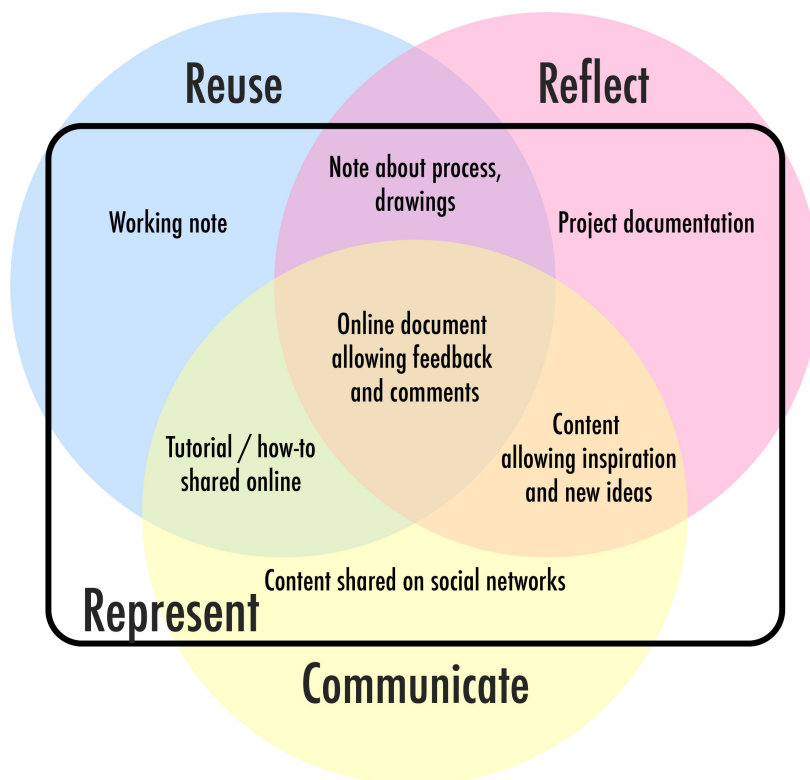 Reuse
Reflect
Note about process,
drawings
Working note
Project documentation
Online document
allowing feedback
and comments
Content
allowing inspiration
and new ideas
Tutorial / how-to
shared online
Content shared on social networks
Represent
Communicate